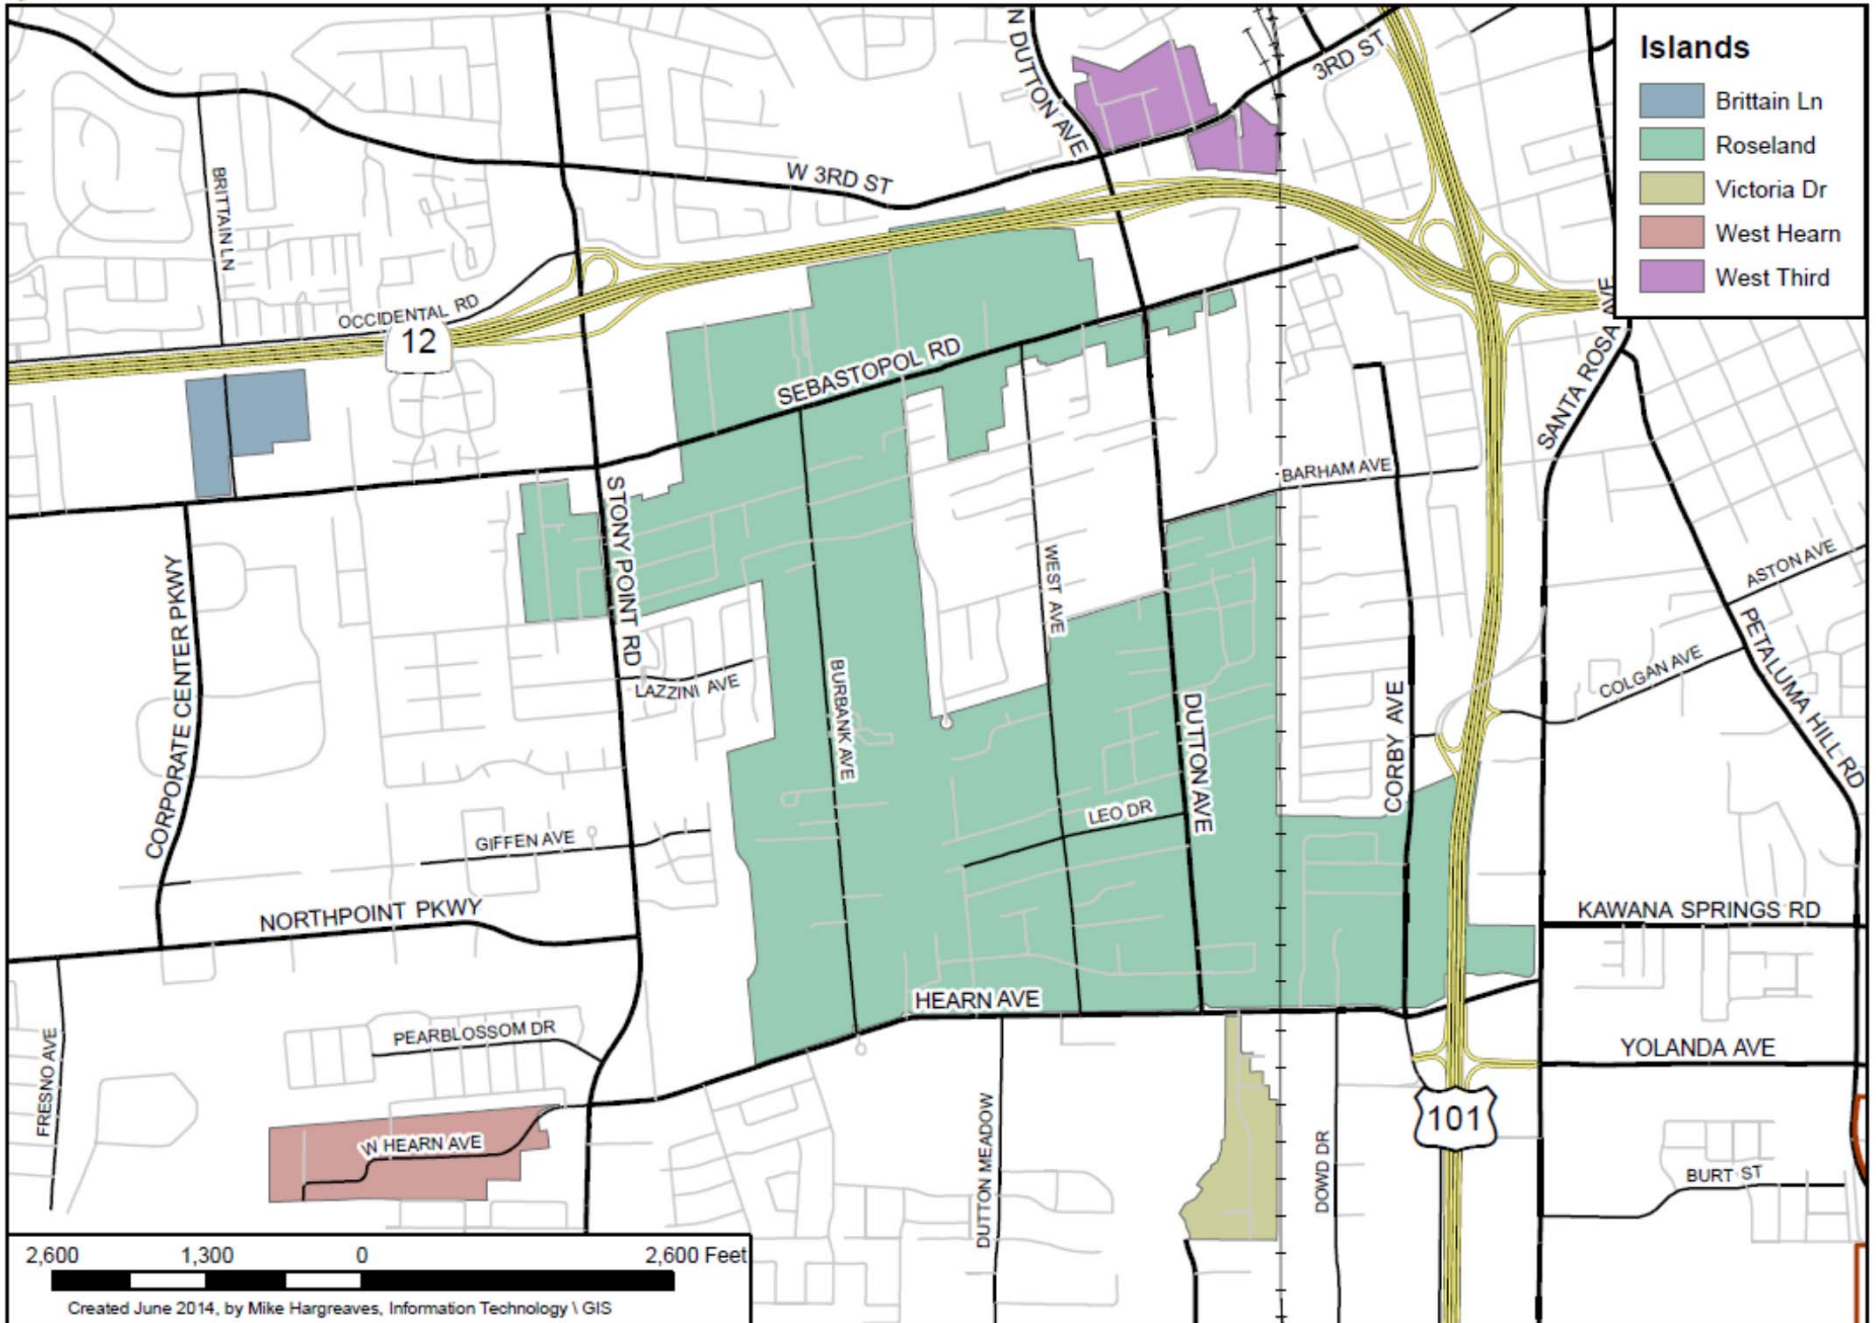 Islands
Brittain Ln
Roseland
Victoria Dr
West Hearn
West Third
N DUTTON AVE
3RD ST
W 3RD ST
BRITTAIN LN
OCCIDENTAL RD
12
SEBASTOPOL RD
SANTA ROSA AVE
BARHAM AVE
STONY POINT RD
WEST AVE
ASTON AVE
CORPORATE CENTER PKWY
PETALUMA HILL RD
COLGAN AVE
LAZZINI AVE
BURBANK AVE
DUTTON AVE
CORBY AVE
LEO DR
GIFFEN AVE
NORTHPOINT PKWY
KAWANA SPRINGS RD
HEARN AVE
PEARBLOSSOM DR
YOLANDA AVE
FRESNO AVE
101
W HEARN AVE
DUTTON MEADOW
DOWD DR
BURT ST
2,600 1,300 0 2,600 Feet
Created June 2014, by Mike Hargreaves, Information Technology \ GIS